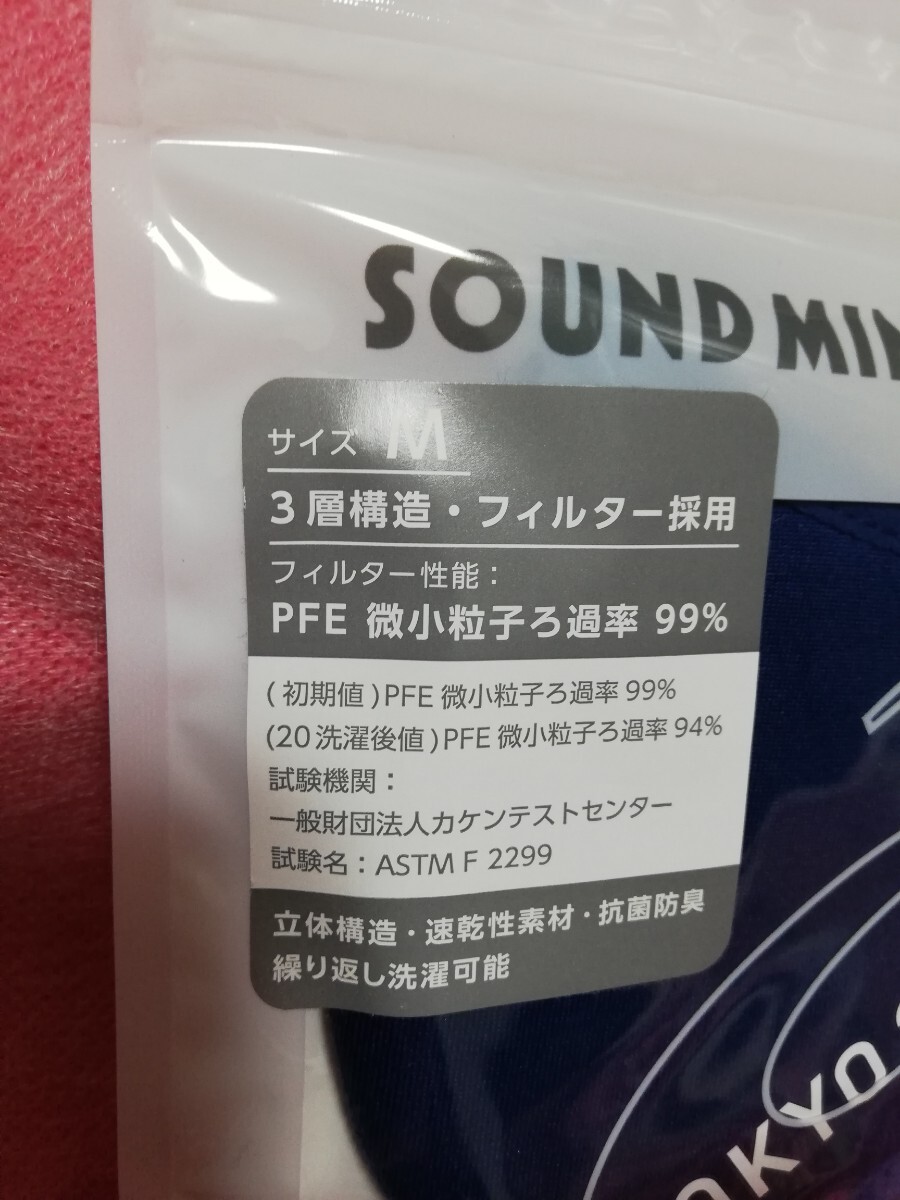 SOUND MIN
サイズ M
3層構造・フィルター採用
フィルター性能：
PFE 微小粒子ろ過率 99%
(初期値)PFE 微小粒子ろ過率 99%
(20洗濯後値)PFE 微小粒子ろ過率 94%
試験機関：
一般財団法人カケンテストセンター
試験名：ASTM F 2299
立体構造・速乾性素材・抗菌防臭
繰り返し洗濯可能
OKYO